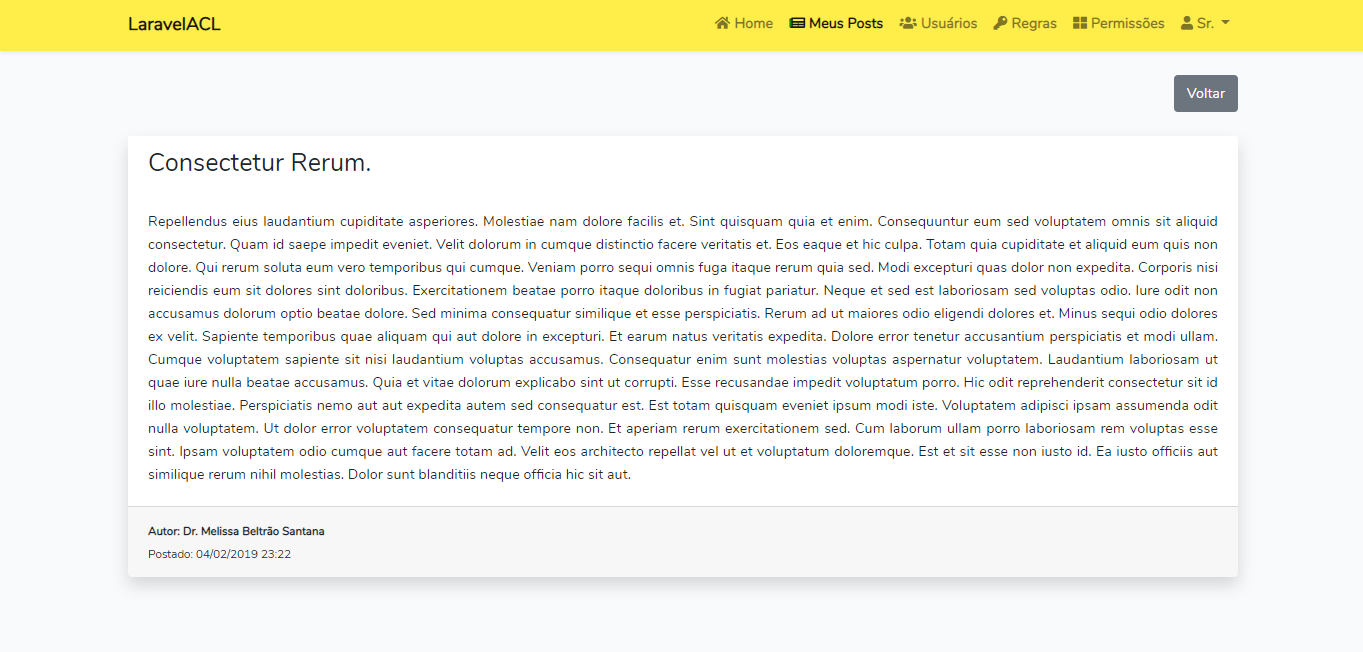 LaravelACL Home Meus Posts Usuários Regras Permissões Sr.
Voltar
Consectetur Rerum.
Repellendus eius laudantium cupiditate asperiores. Molestiae nam dolore facilis et. Sint quisquam quia et enim. Consequuntur eum sed voluptatem omnis sit aliquid
consectetur. Quam id saepe impedit eveniet. Velit dolorum in cumque distinctio facere veritatis et. Eos eaque et hic culpa. Totam quia cupiditate et aliquid eum quis non
dolore. Qui rerum soluta eum vero temporibus qui cumque. Veniam porro sequi omnis fuga itaque rerum quia sed. Modi excepturi quas dolor non expedita. Corporis nisi
reiciendis eum sit dolores sint doloribus. Exercitationem beatae porro itaque doloribus in fugiat pariatur. Neque et sed est laboriosam sed voluptas odio. Iure odit non
accusamus dolorum optio beatae dolore. Sed minima consequatur similique et esse perspiciatis. Rerum ad ut maiores odio eligendi dolores et. Minus sequi odio dolores
ex velit. Sapiente temporibus quae aliquam qui aut dolore in excepturi. Et earum natus veritatis expedita. Dolore error tenetur accusantium perspiciatis et modi ullam.
Cumque voluptatem sapiente sit nisi laudantium voluptas accusamus. Consequatur enim sunt molestias voluptas aspernatur voluptatem. Laudantium laboriosam ut
quae iure nulla beatae accusamus. Quia et vitae dolorum explicabo sint ut corrupti. Esse recusandae impedit voluptatum porro. Hic odit reprehenderit consectetur sit id
illo molestiae. Perspiciatis nemo aut aut expedita autem sed consequatur est. Est totam quisquam eveniet ipsum modi iste. Voluptatem adipisci ipsam assumenda odit
nulla voluptatem. Ut dolor error voluptatem consequatur tempore non. Et aperiam rerum exercitationem sed. Cum laborum ullam porro laboriosam rem voluptas esse
sint. Ipsam voluptatem odio cumque aut facere totam ad. Velit eos architecto repellat vel ut et voluptatum doloremque. Est et sit esse non iusto id. Ea iusto officiis aut
similique rerum nihil molestias. Dolor sunt blanditiis neque officia hic sit aut.
Autor: Dr. Melissa Beltrão Santana
Postado: 04/02/2019 23:22